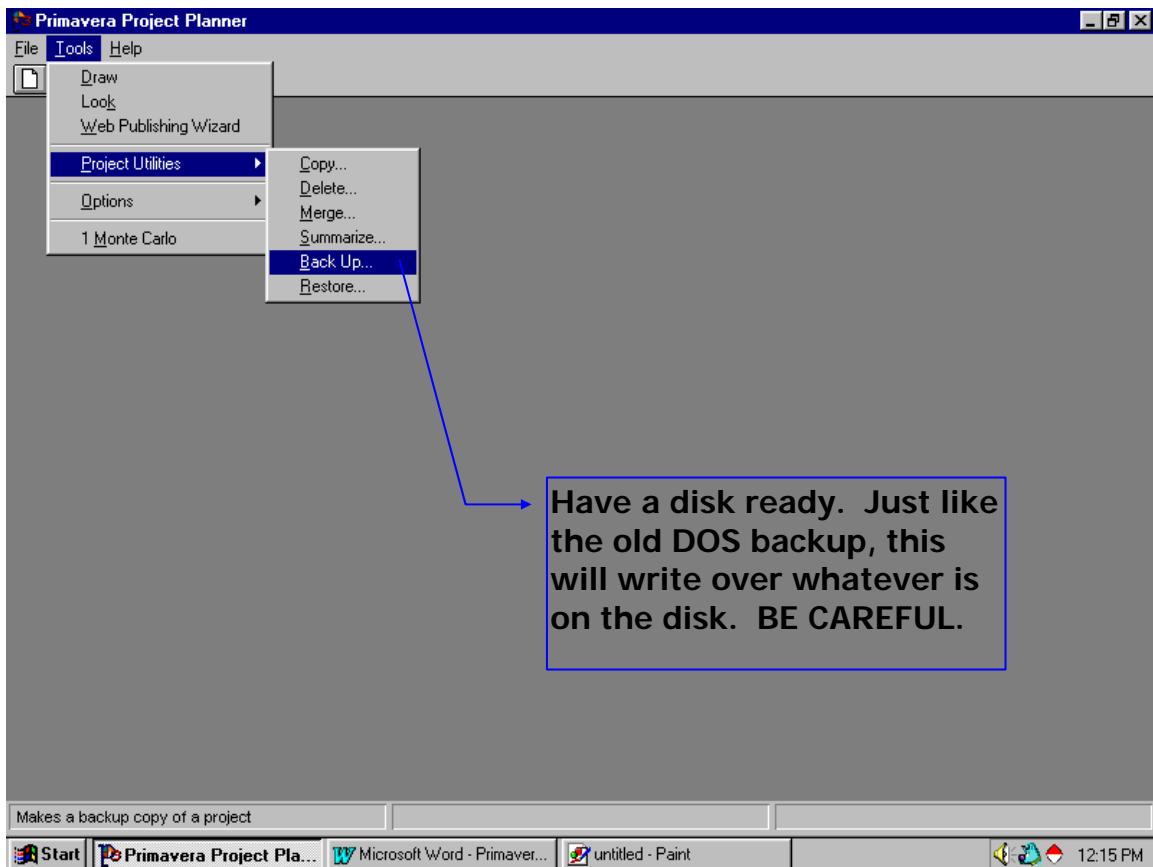 Primavera Project Planner
File Tools Help
Draw
Look
Web Publishing Wizard
Project Utilities
Options
1 Monte Carlo
Copy...
Delete...
Merge...
Summarize...
Back Up...
Restore...
Have a disk ready.  Just like
the old DOS backup, this
will write over whatever is
on the disk.  BE CAREFUL.
Makes a backup copy of a project
Start Primavera Project Pla... Microsoft Word - Primaver... untitled - Paint 12:15 PM